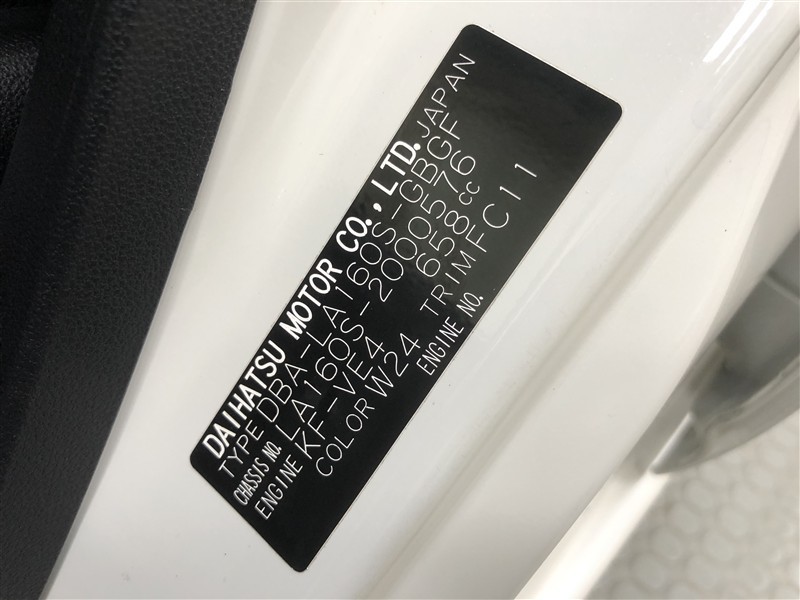 DAIHATSU MOTOR CO., LTD. JAPAN
TYPE DBA-LA160S-GBGF
CHASSIS NO. LA160S-2000576
ENGINE KF-VE4 658cc
COLOR W24 TRIM FC11
ENGINE NO.